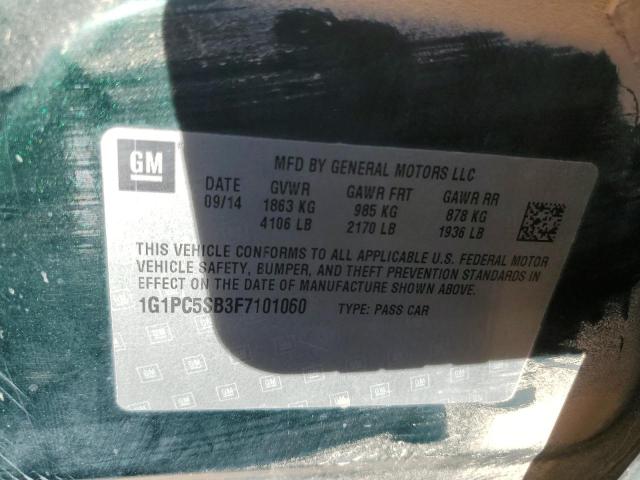 GM
MFD BY GENERAL MOTORS LLC
DATE GVWR GAWR FRT GAWR RR
09/14 1863 KG 985 KG 878 KG
4106 LB 2170 LB 1936 LB
THIS VEHICLE CONFORMS TO ALL APPLICABLE U.S. FEDERAL MOTOR
VEHICLE SAFETY, BUMPER, AND THEFT PREVENTION STANDARDS IN
EFFECT ON THE DATE OF MANUFACTURE SHOWN ABOVE.
1G1PC5SB3F7101060 TYPE: PASS CAR